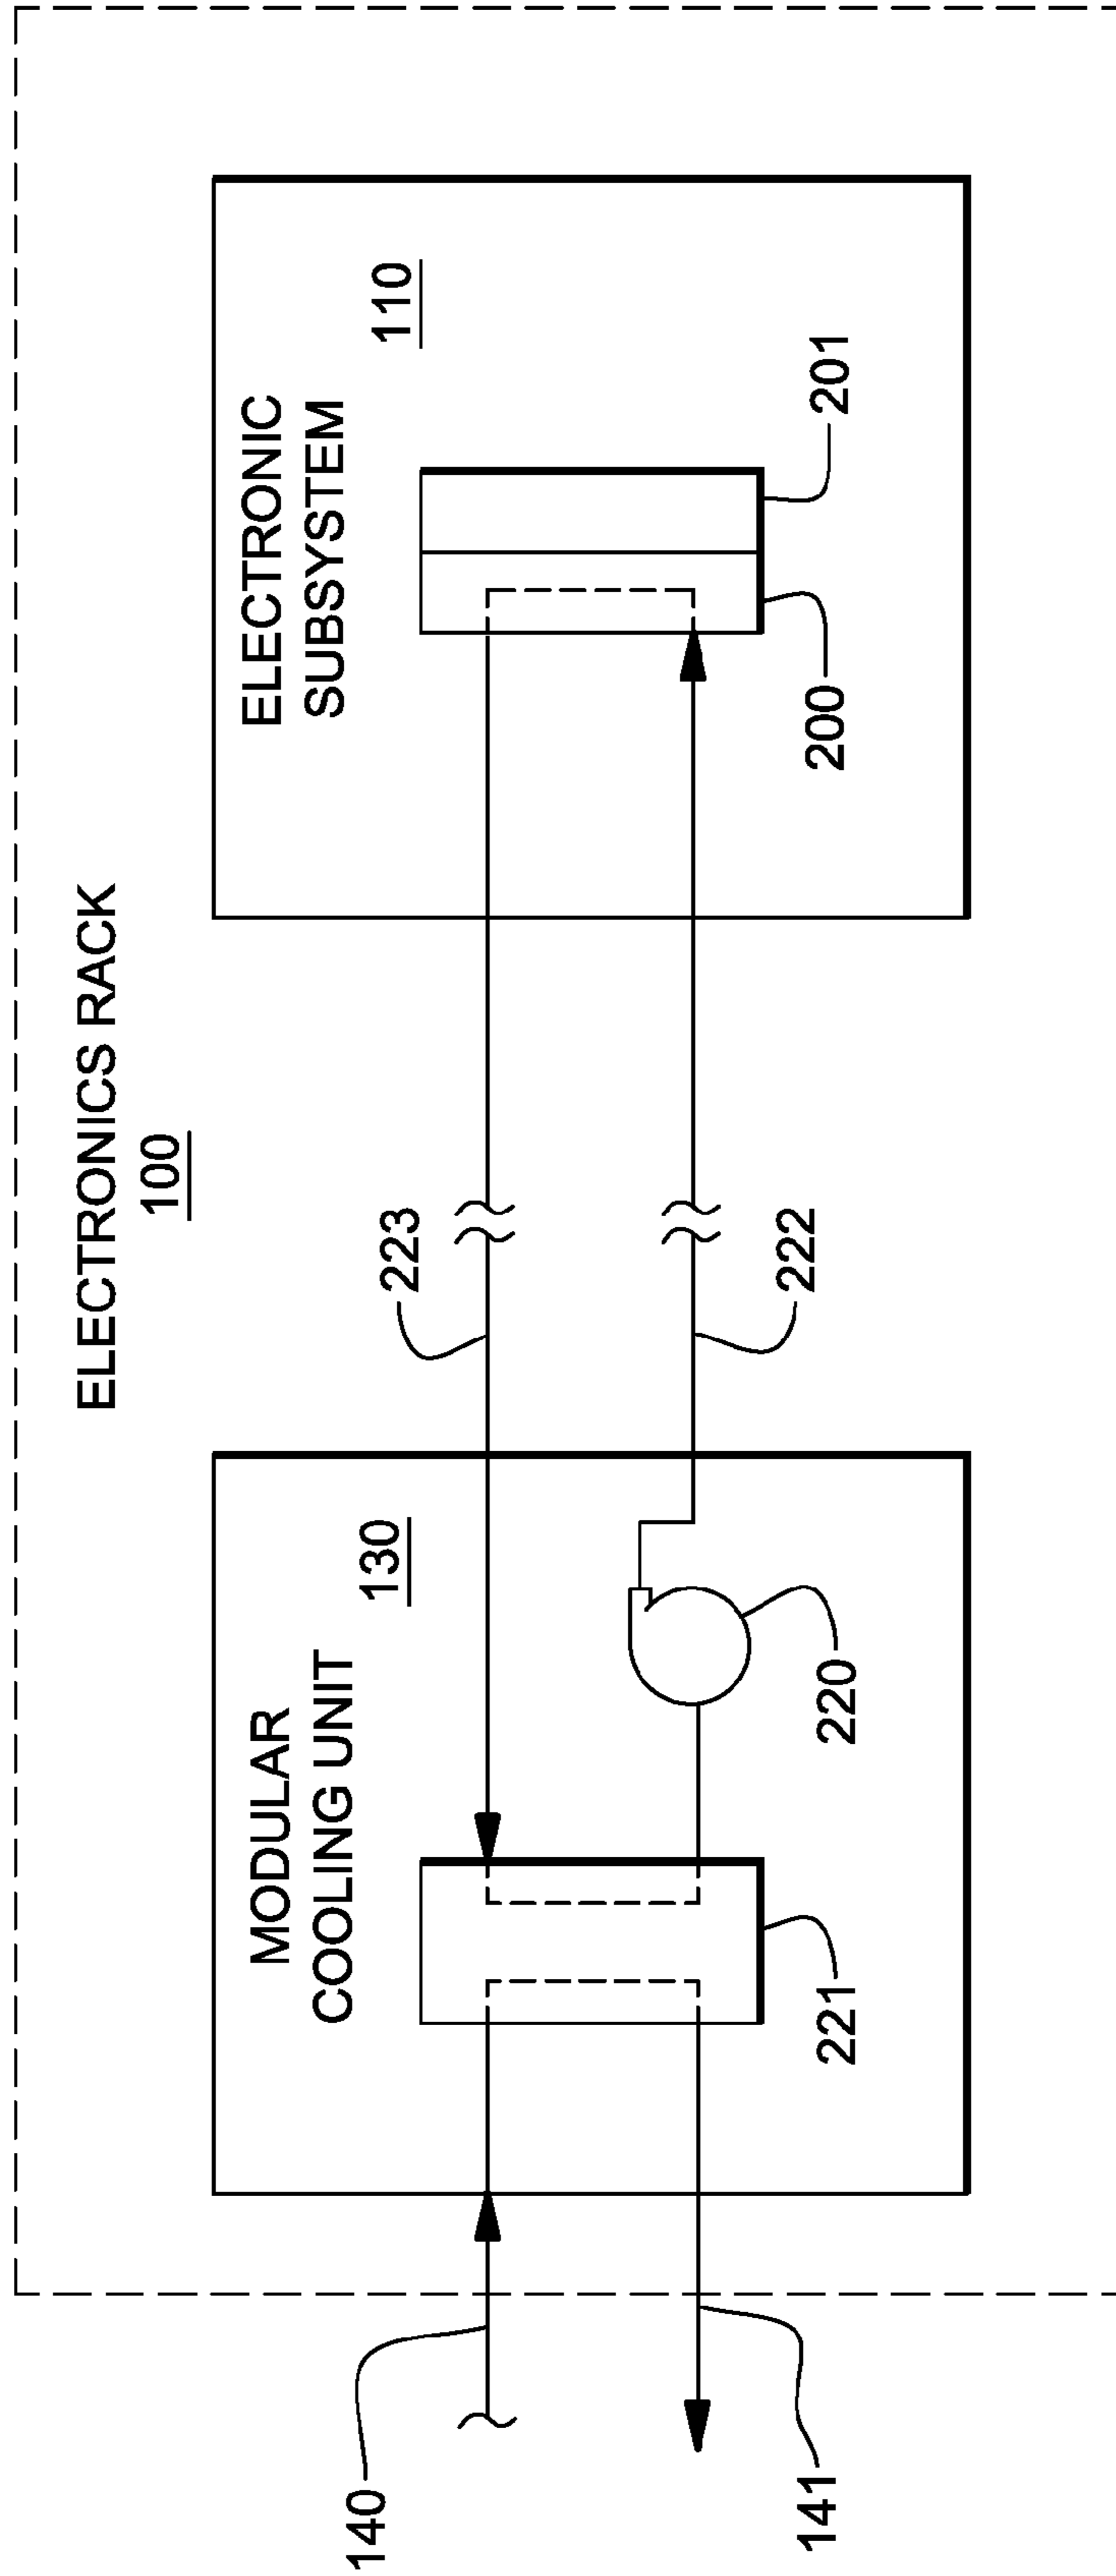 ELECTRONICS RACK
100
MODULAR
COOLING UNIT
130
ELECTRONIC
SUBSYSTEM
110
223
222
140
141
221
220
200
201